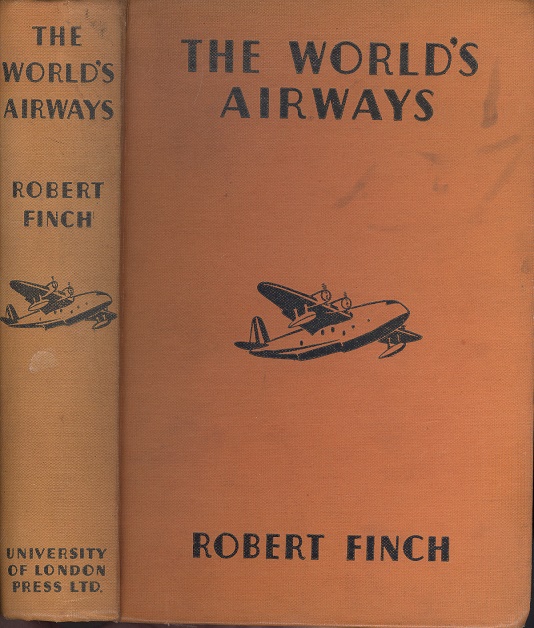 THE
WORLD'S
AIRWAYS
ROBERT
FINCH
UNIVERSITY
OF LONDON
PRESS LTD.
THE WORLD'S
AIRWAYS
ROBERT FINCH